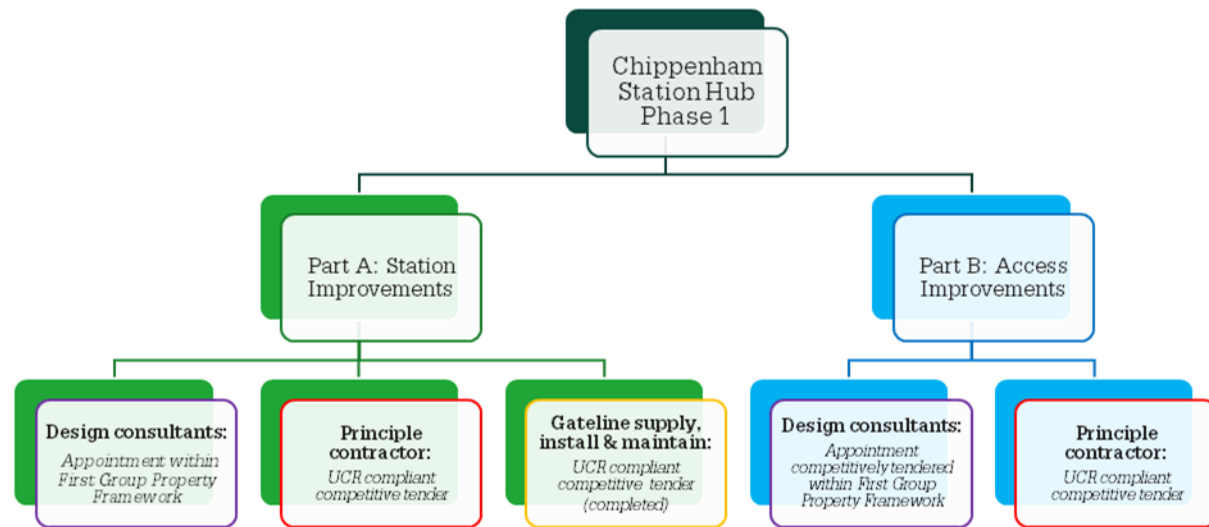 Chippenham
Station Hub
Phase 1
Part A: Station
Improvements
Part B: Access
Improvements
Design consultants:
Appointment within
First Group Property
Framework
Principle
contractor:
UCR compliant
competitive tender
Gateline supply,
install & maintain:
UCR compliant
competitive tender
(completed)
Design consultants:
Appointment
competitively tendered
within First Group
Property Framework
Principle
contractor:
UCR compliant
competitive tender